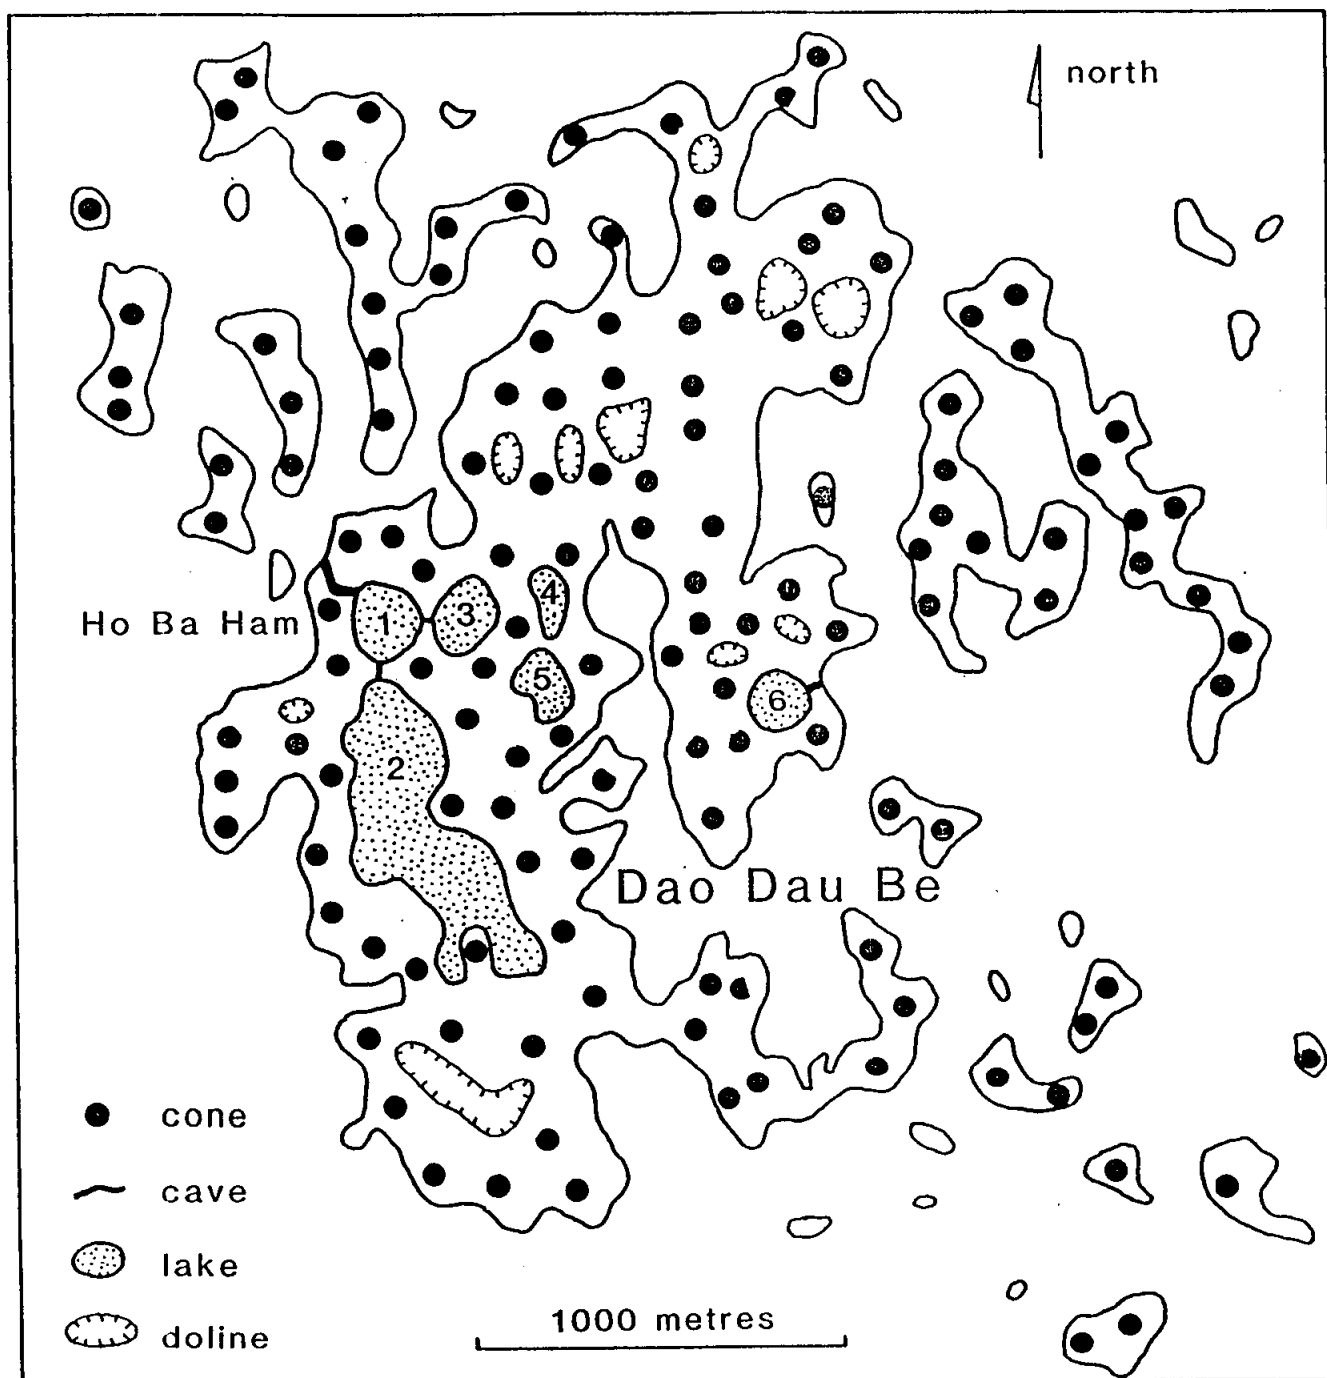 north
Ho Ba Ham
1
3
4
5
6
2
Dao Dau Be
cone
cave
lake
doline
1000 metres